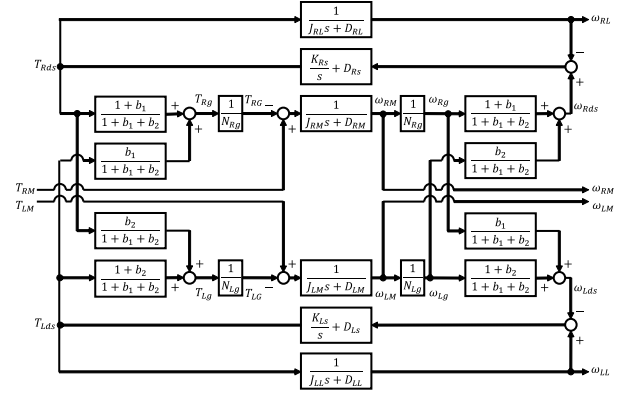 1 / (J_RL s + D_RL) ω_RL
−
T_Rds K_Rs / s + D_Rs
+
T_Rg T_RG − ω_RM ω_Rg ω_Rds
(1 + b_1) / (1 + b_1 + b_2) + 1 / N_Rg 1 / (J_RM s + D_RM) 1 / N_Rg (1 + b_1) / (1 + b_1 + b_2) +
+ + +
b_1 / (1 + b_1 + b_2) b_2 / (1 + b_1 + b_2)
T_RM ω_RM
T_LM ω_LM
b_2 / (1 + b_1 + b_2) b_1 / (1 + b_1 + b_2)
+ − + +
(1 + b_2) / (1 + b_1 + b_2) + 1 / N_Lg 1 / (J_LM s + D_LM) 1 / N_Lg (1 + b_2) / (1 + b_1 + b_2) +
T_Lg T_LG ω_LM ω_Lg ω_Lds
−
T_Lds K_Ls / s + D_Ls
+
1 / (J_LL s + D_LL) ω_LL